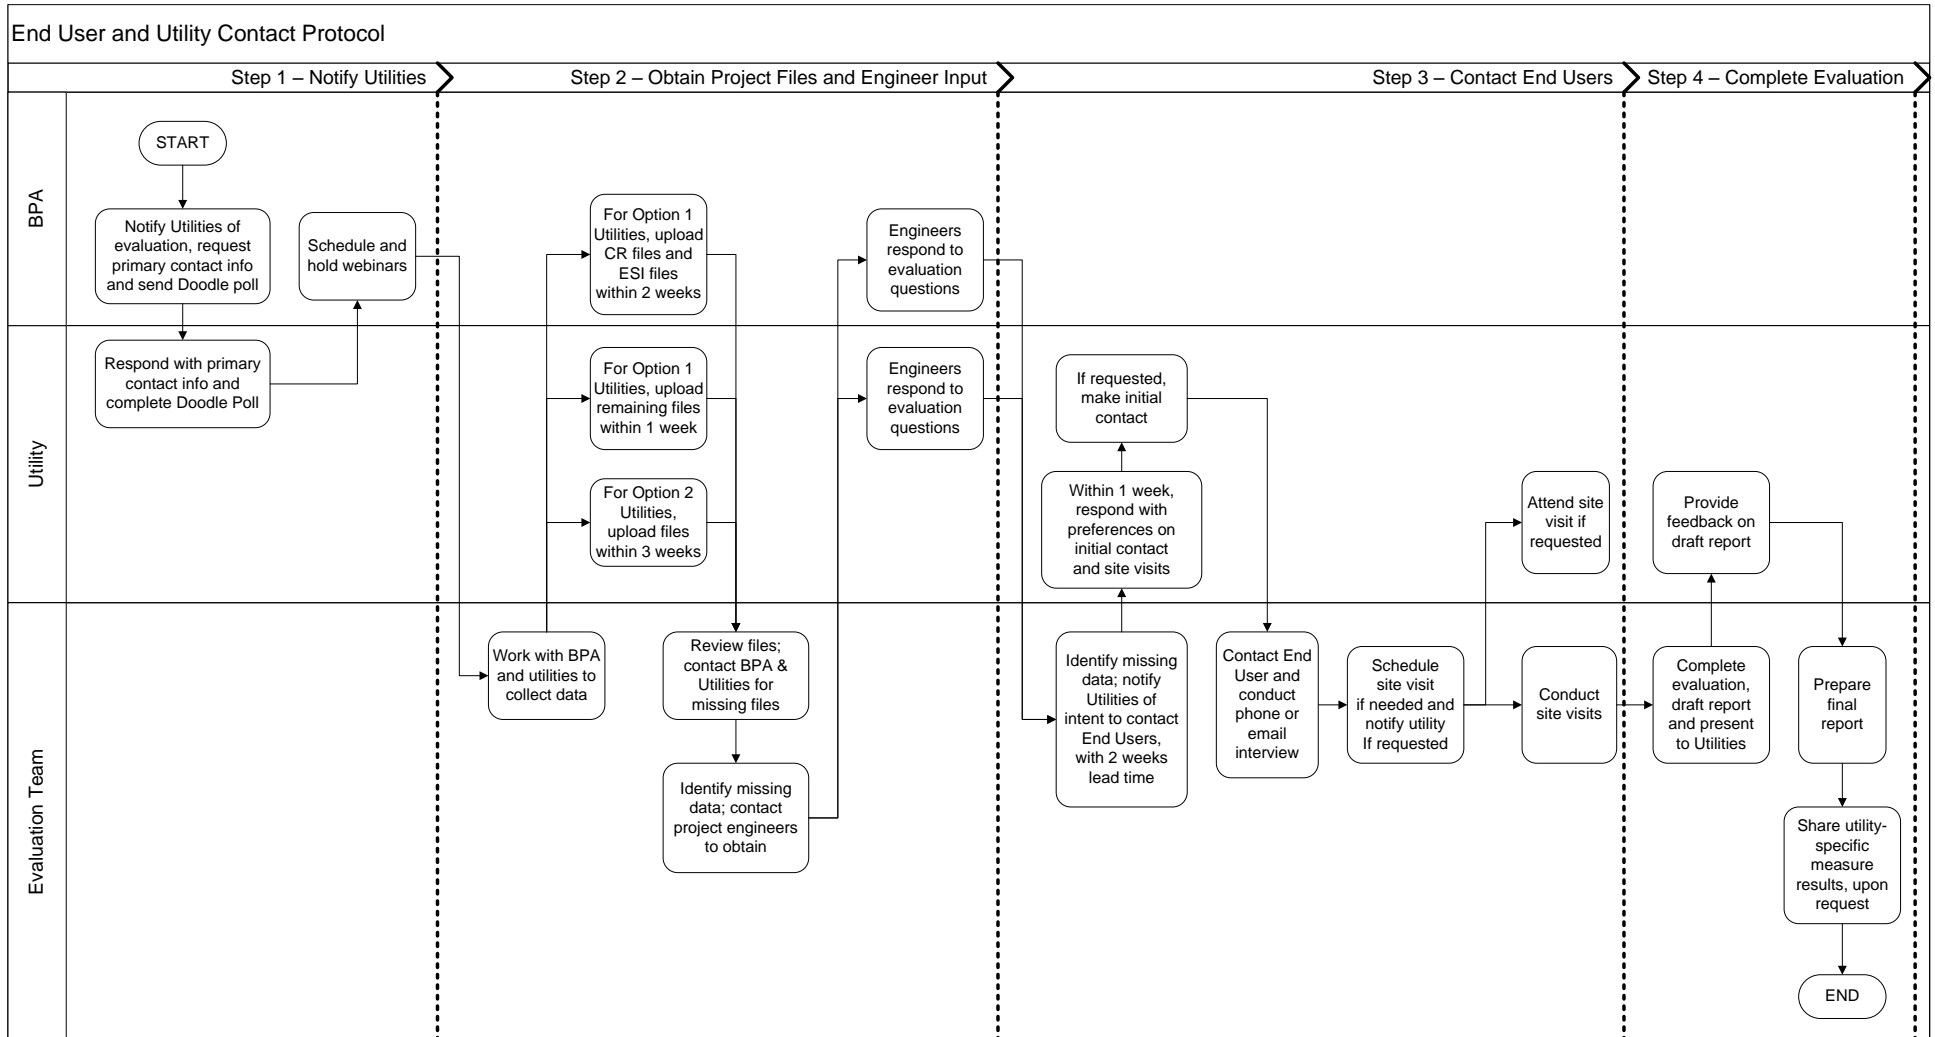 End User and Utility Contact Protocol
Step 1 – Notify Utilities
Step 2 – Obtain Project Files and Engineer Input
Step 3 – Contact End Users
Step 4 – Complete Evaluation
BPA
START
Notify Utilities of
evaluation, request
primary contact info
and send Doodle poll
Schedule and
hold webinars
For Option 1
Utilities, upload
CR files and
ESI files
within 2 weeks
Engineers
respond to
evaluation
questions
Utility
Respond with primary
contact info and
complete Doodle Poll
For Option 1
Utilities, upload
remaining files
within 1 week
For Option 2
Utilities,
upload files
within 3 weeks
Engineers
respond to
evaluation
questions
If requested,
make initial
contact
Within 1 week,
respond with
preferences on
initial contact
and site visits
Attend site
visit if
requested
Provide
feedback on
draft report
Evaluation Team
Work with BPA
and utilities to
collect data
Review files;
contact BPA &
Utilities for
missing files
Identify missing
data; contact
project engineers
to obtain
Identify missing
data; notify
Utilities of
intent to contact
End Users,
with 2 weeks
lead time
Contact End
User and
conduct
phone or
email
interview
Schedule
site visit
if needed and
notify utility
If requested
Conduct
site visits
Complete
evaluation,
draft report
and present
to Utilities
Prepare
final
report
Share utility-
specific
measure
results, upon
request
END